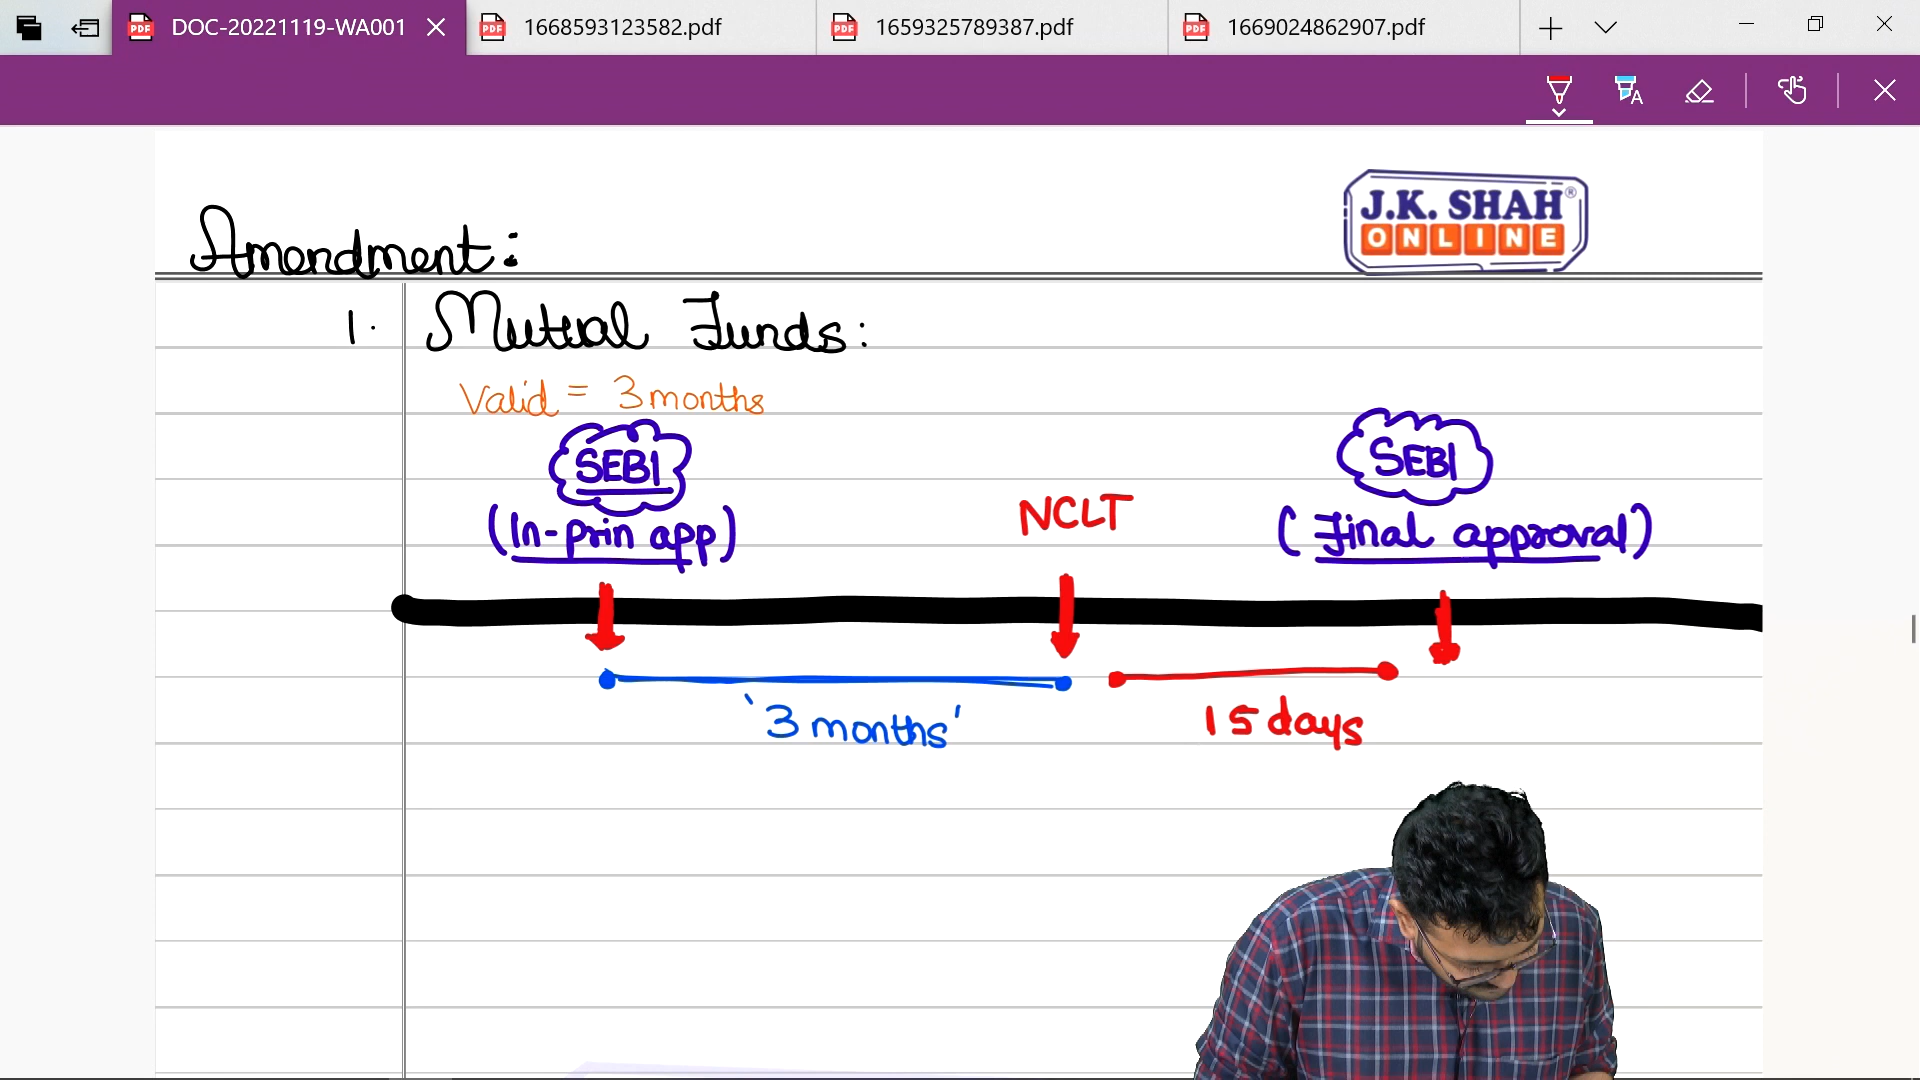 DOC-20221119-WA001
1668593123582.pdf
1659325789387.pdf
1669024862907.pdf
Amendment:
J.K. SHAH®
ONLINE
1. Mutual Funds:
Valid = 3 months
SEBI
(In-prin app)
NCLT
SEBI
(Final approval)
'3 months'
15 days